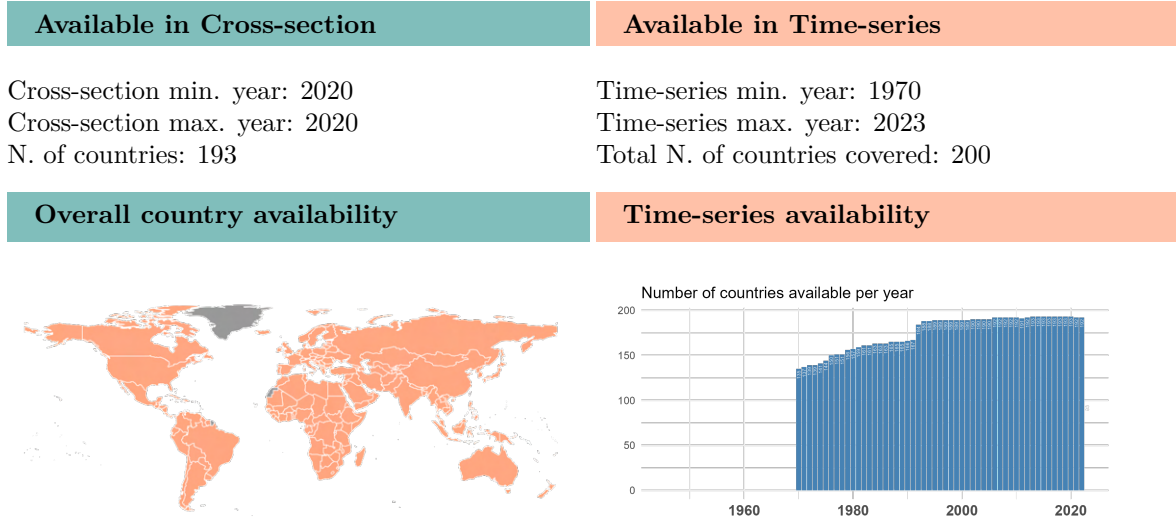 Available in Cross-section
Available in Time-series
Cross-section min. year: 2020
Cross-section max. year: 2020
N. of countries: 193
Time-series min. year: 1970
Time-series max. year: 2023
Total N. of countries covered: 200
Overall country availability
Time-series availability
Number of countries available per year
200
150
100
50
0
1960
1980
2000
2020